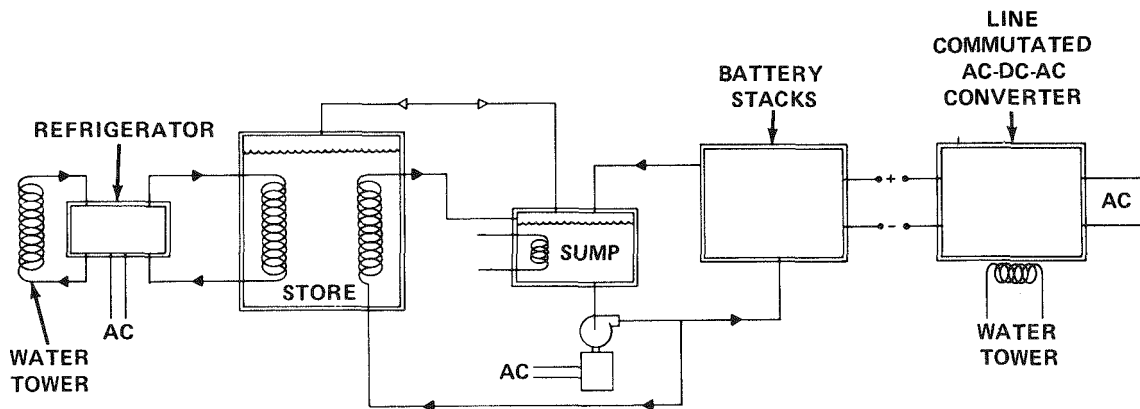 LINE
COMMUTATED
AC-DC-AC
CONVERTER
BATTERY
STACKS
REFRIGERATOR
+
AC
-
SUMP
STORE
AC
WATER
TOWER
AC
WATER
TOWER